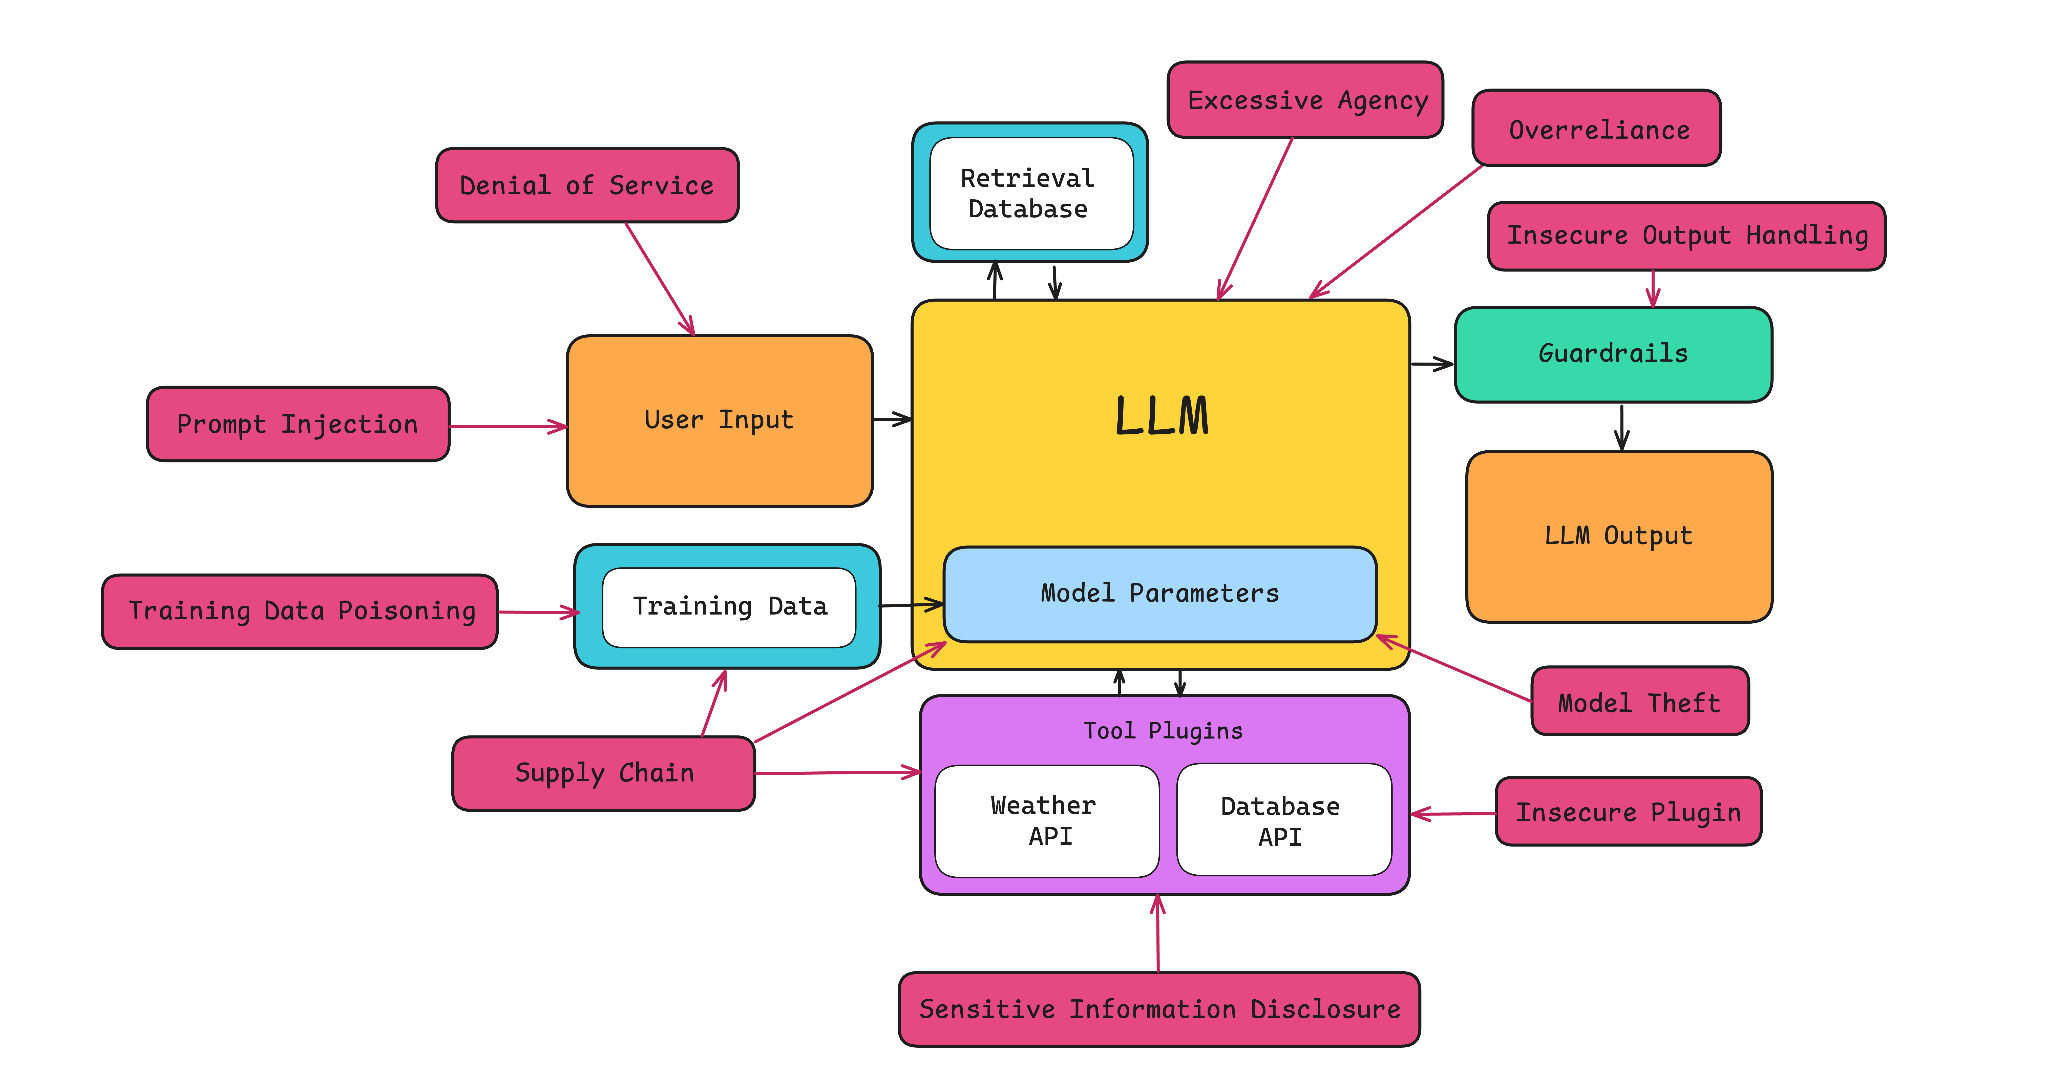 Excessive Agency
Overreliance
Denial of Service
Retrieval
Database
Insecure Output Handling
Guardrails
Prompt Injection
User Input
LLM
LLM Output
Training Data Poisoning
Training Data
Model Parameters
Model Theft
Supply Chain
Tool Plugins
Weather
API
Database
API
Insecure Plugin
Sensitive Information Disclosure